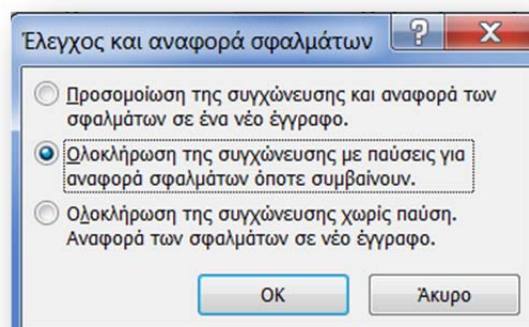 Έλεγχος και αναφορά σφαλμάτων
Προσομοίωση της συγχώνευσης και αναφορά των
σφαλμάτων σε ένα νέο έγγραφο.
Ολοκλήρωση της συγχώνευσης με παύσεις για
αναφορά σφαλμάτων όποτε συμβαίνουν.
Ολοκλήρωση της συγχώνευσης χωρίς παύση.
Αναφορά των σφαλμάτων σε νέο έγγραφο.
OK Άκυρο